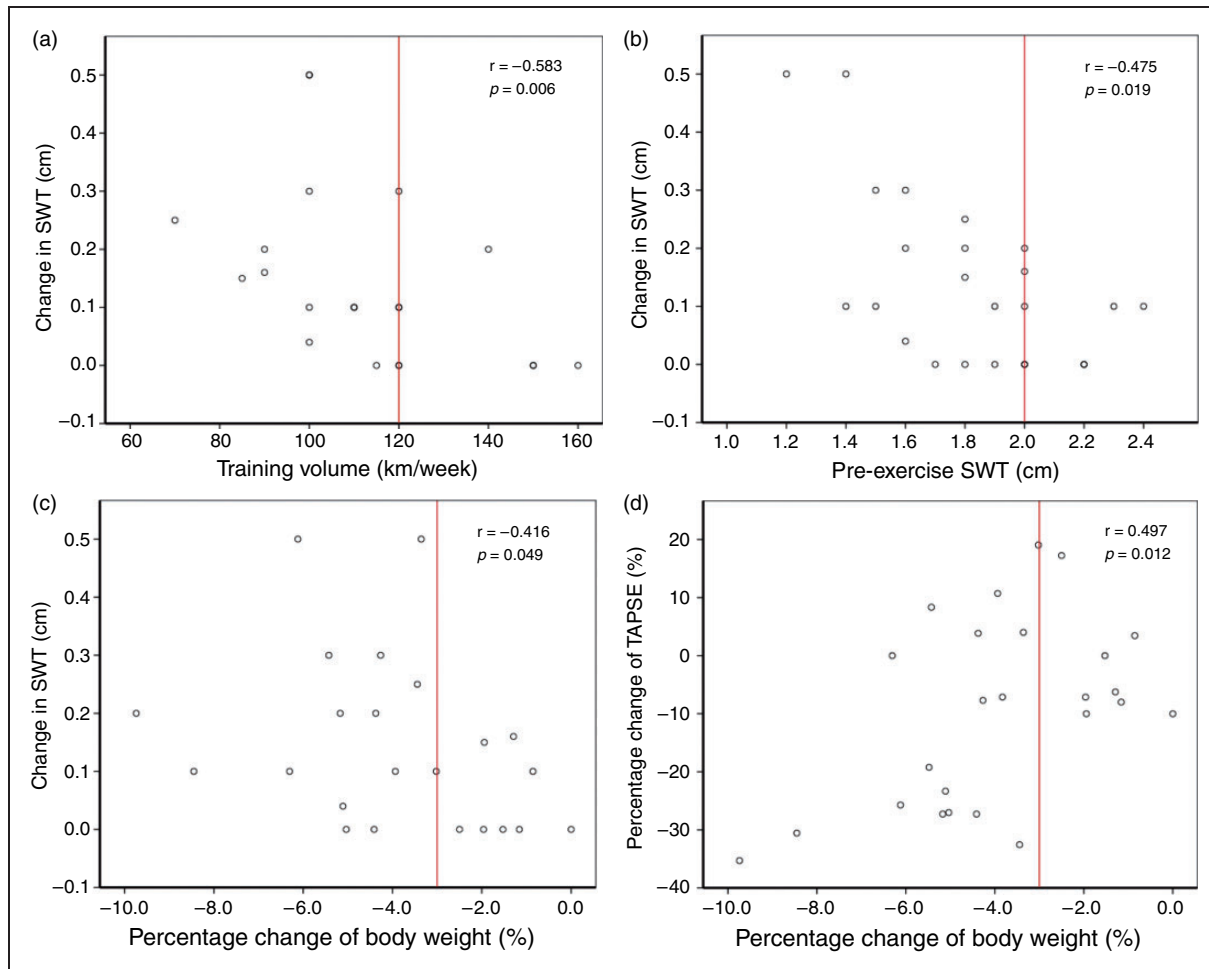 (a)
r = −0.583
p = 0.006
0.5
0.4
0.3
0.2
0.1
0.0
−0.1
Change in SWT (cm)
60 80 100 120 140 160
Training volume (km/week)
(b)
r = −0.475
p = 0.019
0.5
0.4
0.3
0.2
0.1
0.0
−0.1
Change in SWT (cm)
1.0 1.2 1.4 1.6 1.8 2.0 2.2 2.4
Pre-exercise SWT (cm)
(c)
r = −0.416
p = 0.049
0.5
0.4
0.3
0.2
0.1
0.0
−0.1
Change in SWT (cm)
−10.0 −8.0 −6.0 −4.0 −2.0 0.0
Percentage change of body weight (%)
(d)
r 0.497
p = 0.012
20
10
0
−10
−20
−30
−40
Percentage change of TAPSE (%)
−10.0 −8.0 −6.0 −4.0 −2.0 0.0
Percentage change of body weight (%)